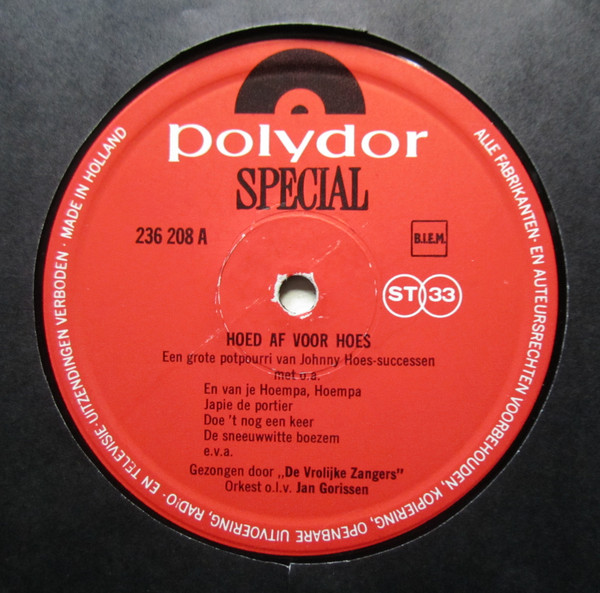 polydor
SPECIAL
236 208 A
B.I.E.M.
ST 33
HOED AF VOOR HOES
Een grote potpourri van Johnny Hoes-successen
met o.a.
En van je Hoempa, Hoempa
Japie de portier
Doe 't nog een keer
De sneeuwwitte boezem
e.v.a.
Gezongen door „De Vrolijke Zangers"
Orkest o.l.v. Jan Gorissen
ALLE FABRIKANTEN- EN AUTEURSRECHTEN VOORBEHOUDEN, KOPIERING, OPENBARE UITVOERING, RADIO- EN TELEVISIE-UITZENDINGEN VERBODEN · MADE IN HOLLAND